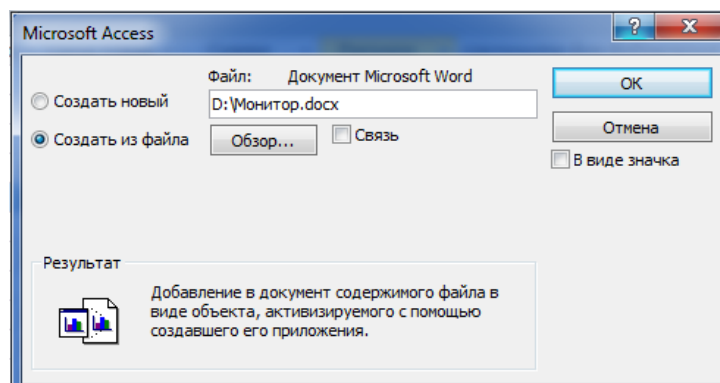 Microsoft Access
Файл: Документ Microsoft Word
Создать новый
D:\Монитор.docx
Создать из файла
Обзор...
Связь
ОК
Отмена
В виде значка
Результат
Добавление в документ содержимого файла в
виде объекта, активизируемого с помощью
создавшего его приложения.